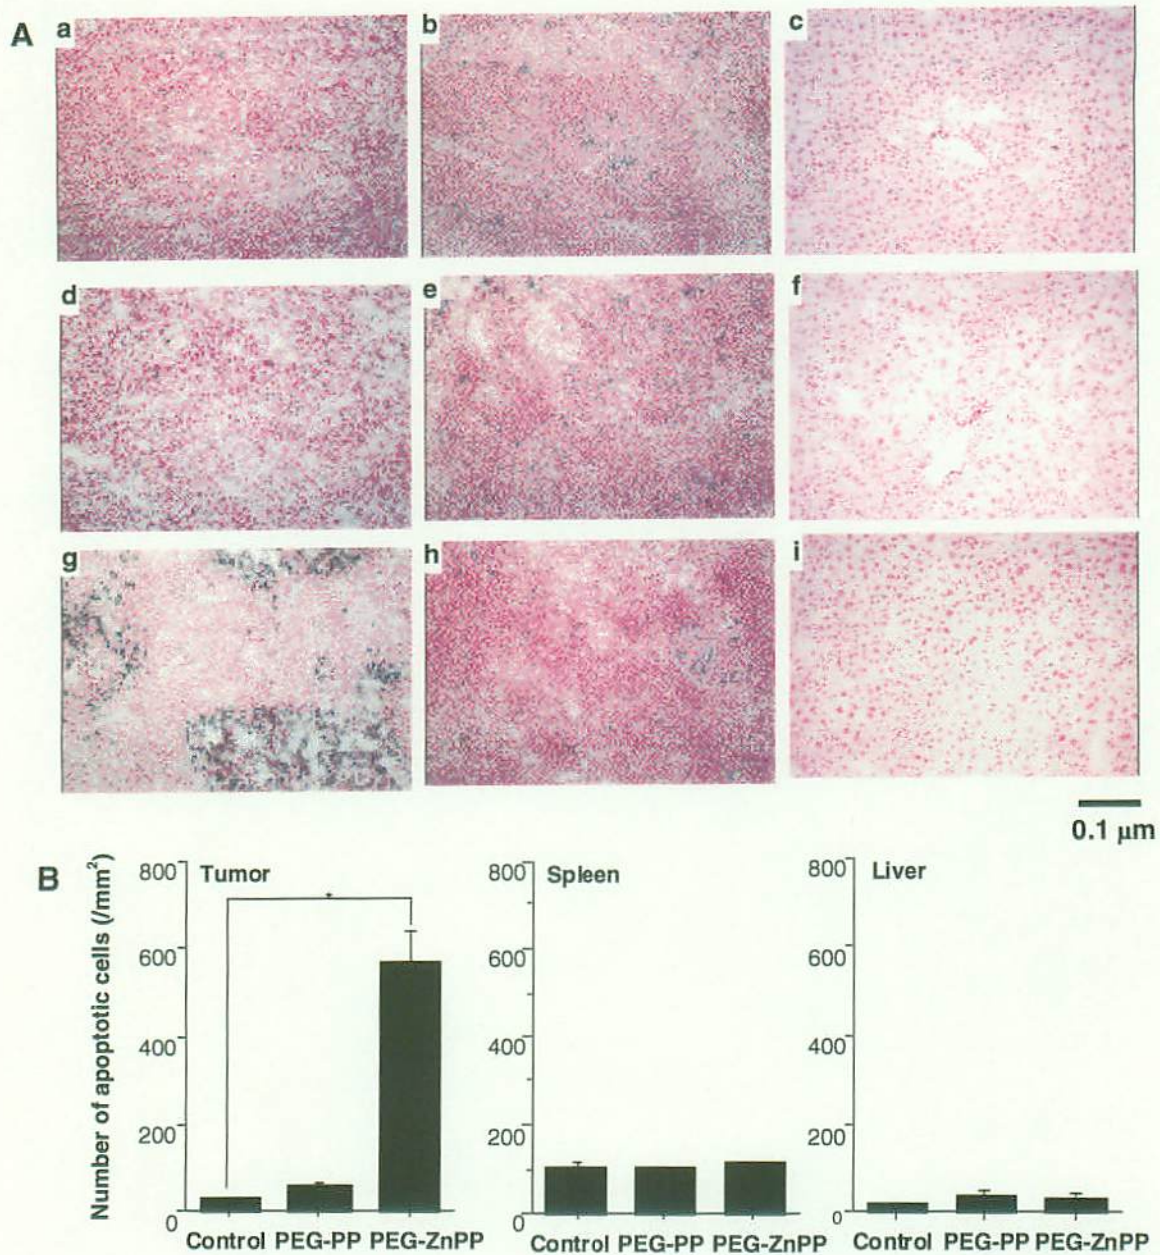 A
a
b
c
d
e
f
g
h
i
0.1 μm
B
Number of apoptotic cells (/mm²)
800
600
400
200
0
Tumor
*
Control PEG-PP PEG-ZnPP
800
600
400
200
0
Spleen
Control PEG-PP PEG-ZnPP
800
600
400
200
0
Liver
Control PEG-PP PEG-ZnPP